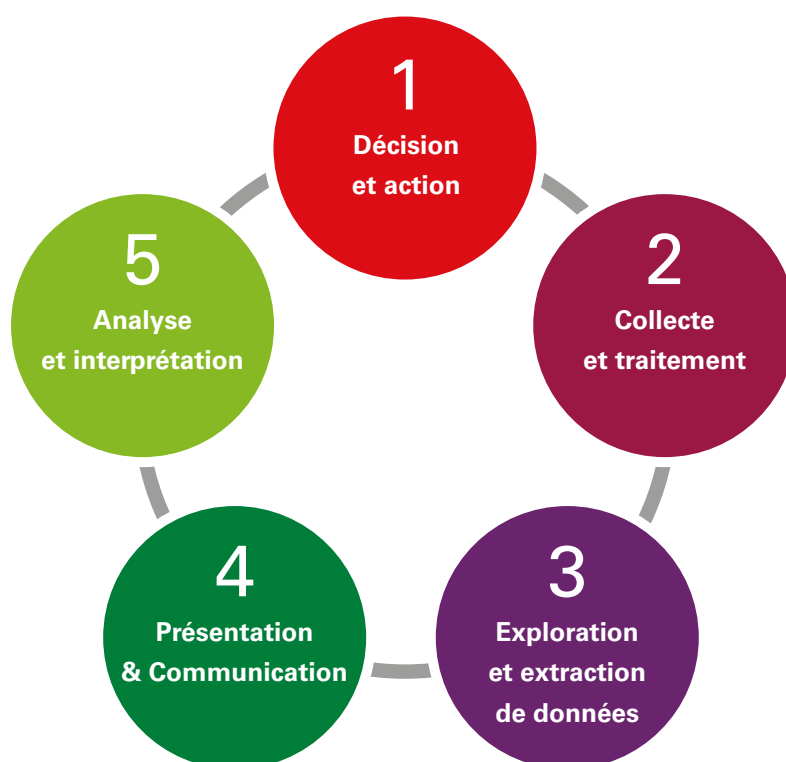 1
Décision
et action
2
Collecte
et traitement
3
Exploration
et extraction
de données
4
Présentation
& Communication
5
Analyse
et interprétation